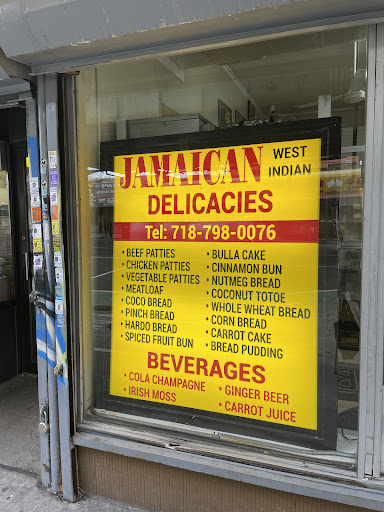 JAMAICAN WEST INDIAN
DELICACIES
Tel: 718-798-0076
• BEEF PATTIES
• CHICKEN PATTIES
• VEGETABLE PATTIES
• MEATLOAF
• COCO BREAD
• PINCH BREAD
• HARDO BREAD
• SPICED FRUIT BUN
• BULLA CAKE
• CINNAMON BUN
• NUTMEG BREAD
• COCONUT TOTOE
• WHOLE WHEAT BREAD
• CORN BREAD
• CARROT CAKE
• BREAD PUDDING
BEVERAGES
• COLA CHAMPAGNE
• IRISH MOSS
• GINGER BEER
• CARROT JUICE